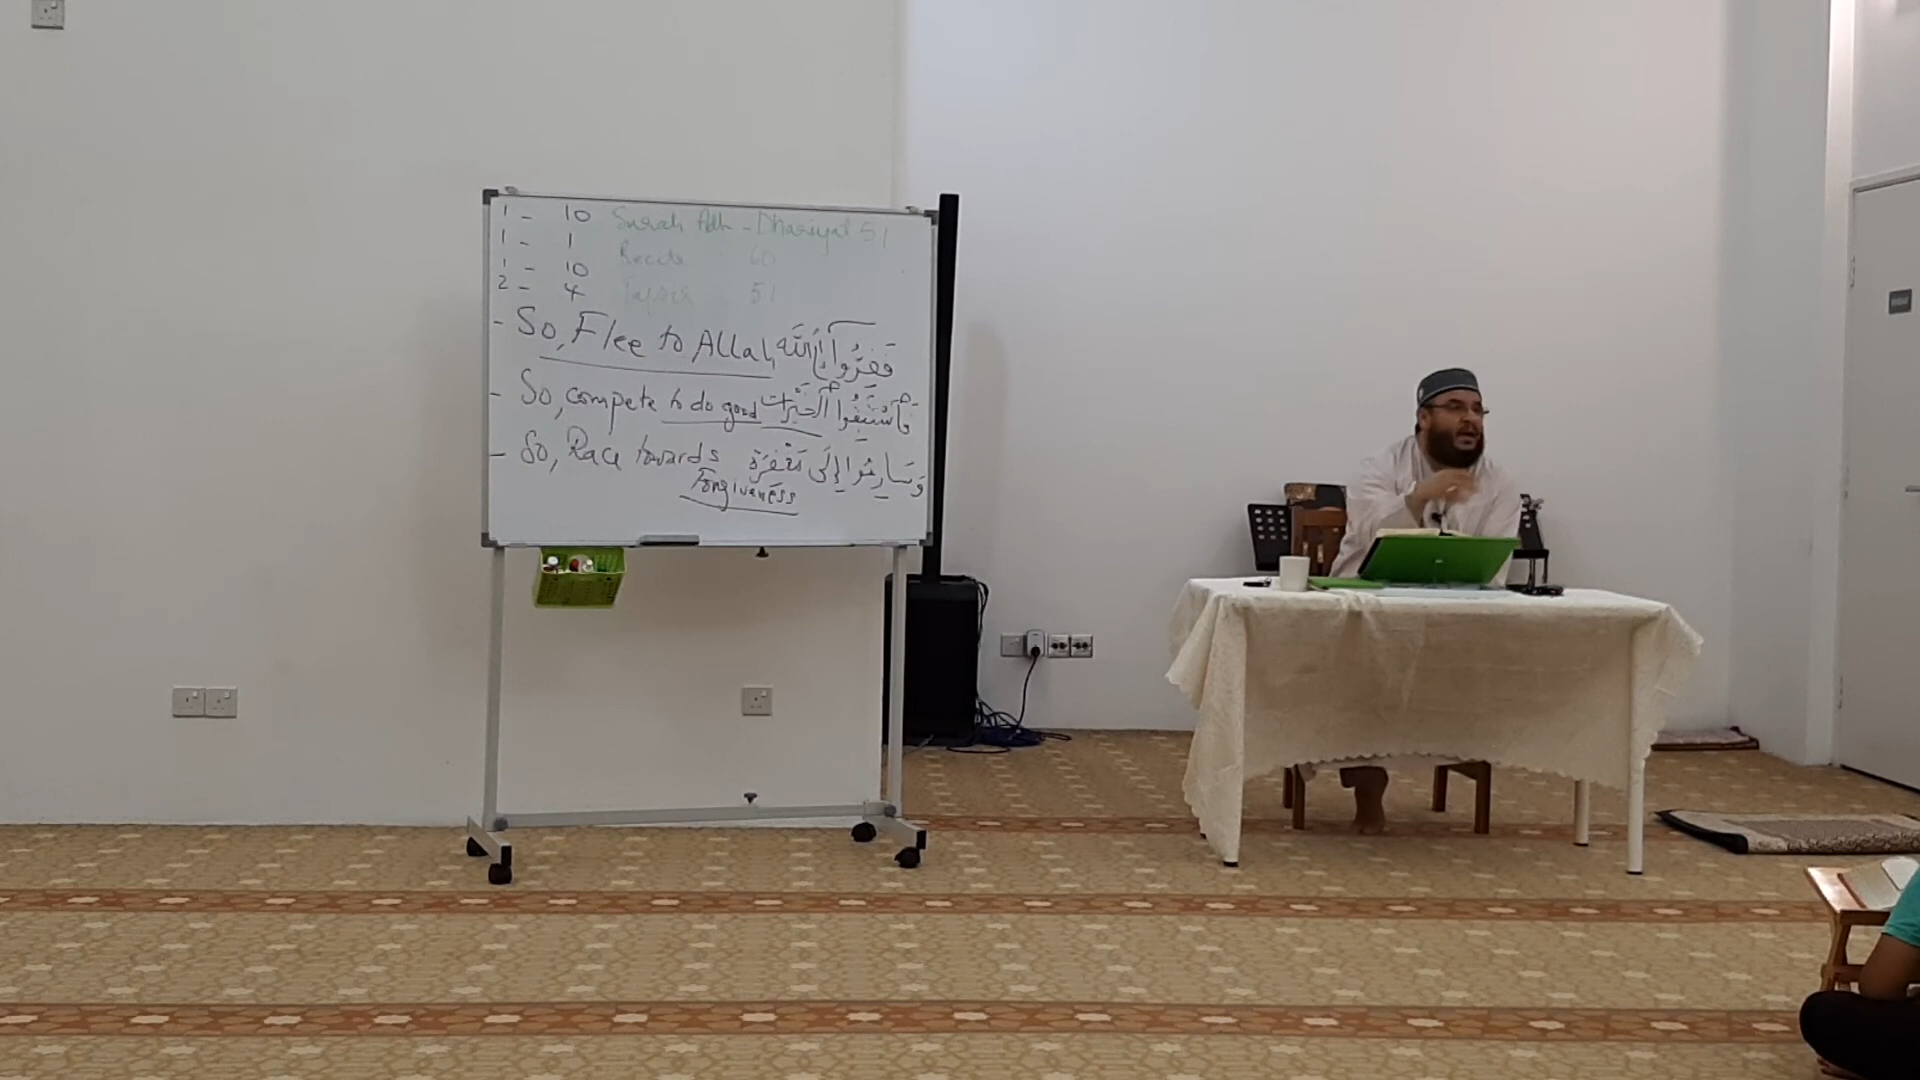 1 - 10 Surah Adh-Dhariyat 51
1 - 1 Recite 60
1 - 10
2 - 4 Tafsir 51
- So, Flee to Allah فَفِرُّوٓا إِلَى اللَّهِ
- So, compete to do good فَاسْتَبِقُوا الْخَيْرَاتِ
- So, Race towards وَسَارِعُوا إِلَى مَغْفِرَة
Forgiveness